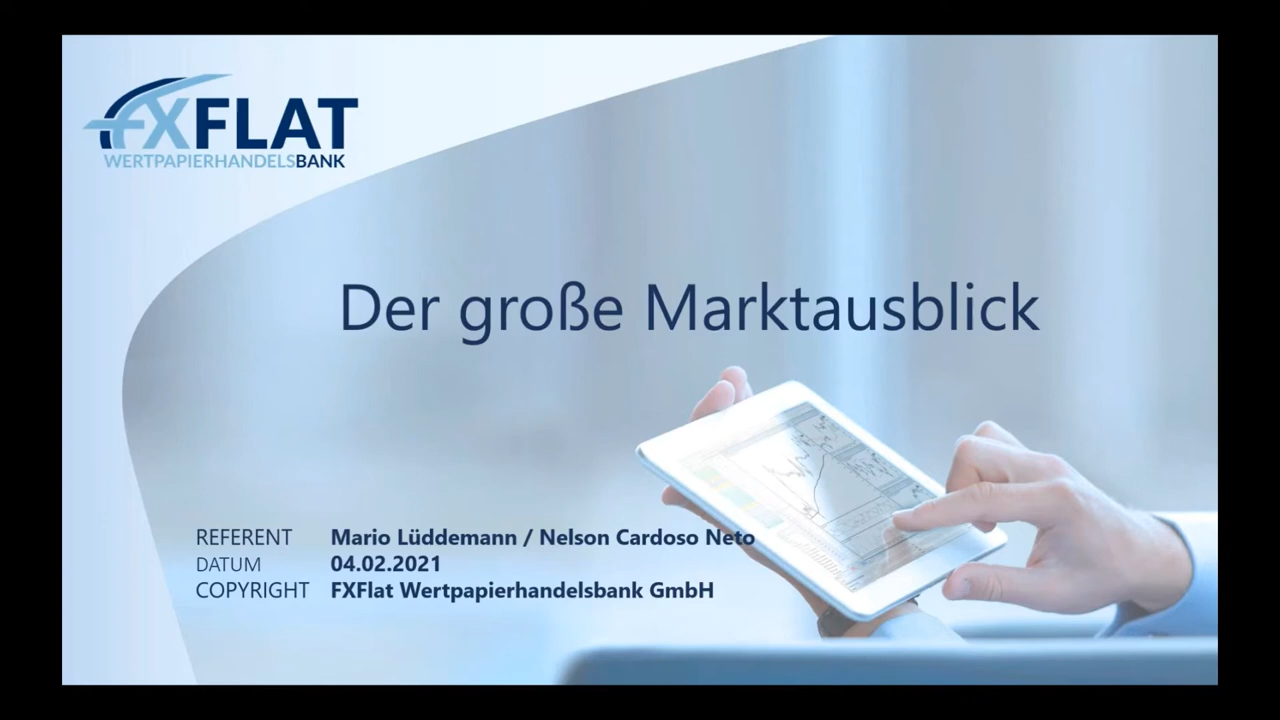 FXFLAT
WERTPAPIERHANDELSBANK
Der große Marktausblick
REFERENT Mario Lüddemann / Nelson Cardoso Neto
DATUM 04.02.2021
COPYRIGHT FXFlat Wertpapierhandelsbank GmbH